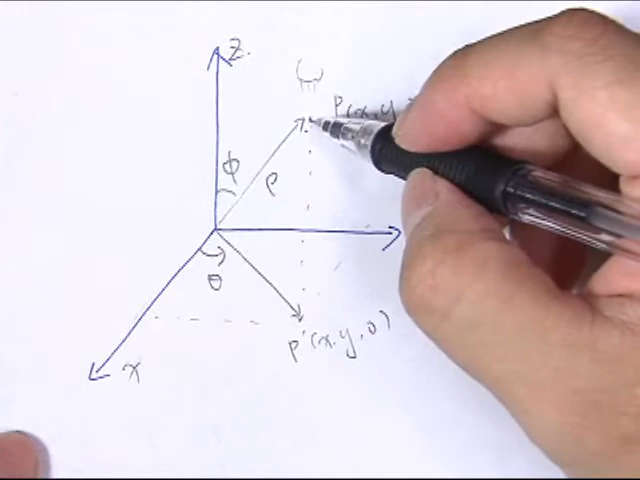 z
P(x,y,
φ
ρ
θ
P'(x,y,0)
x